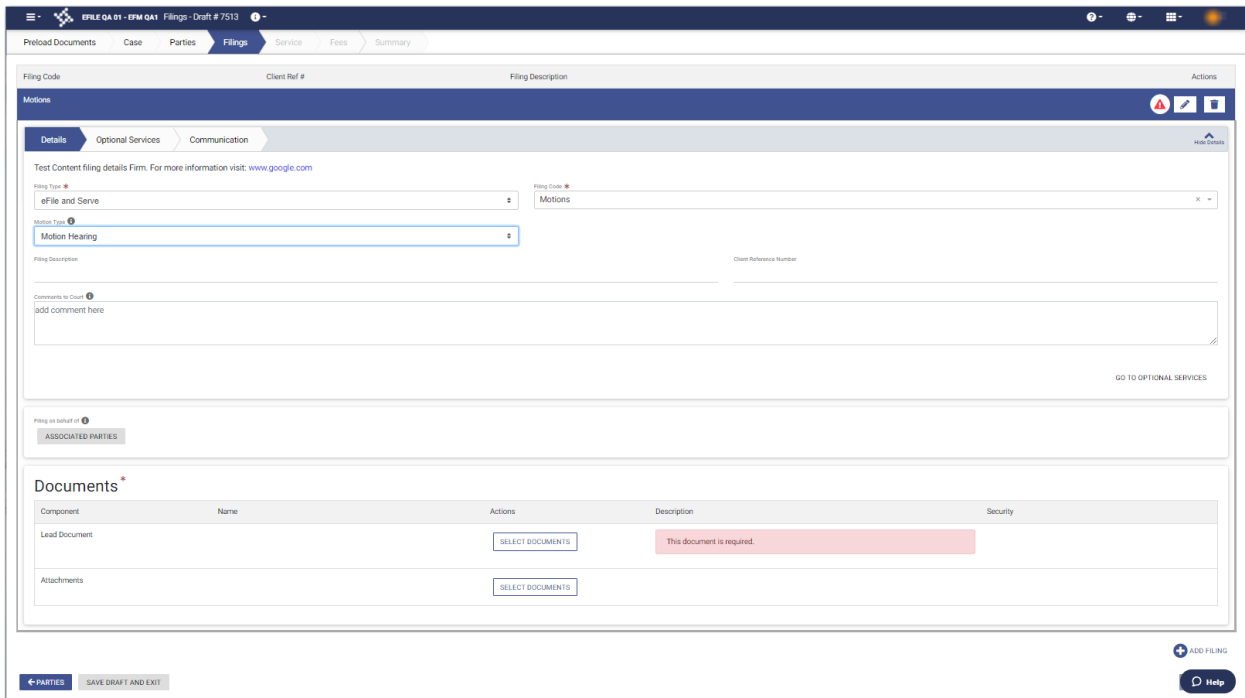 EFILE QA 01 - EFM QA1 Filings - Draft # 7513
Preload Documents Case Parties Filings Service Fees Summary
Filing Code Client Ref # Filing Description Actions
Motions
Details Optional Services Communication Hide Details
Test Content filing details Firm. For more information visit: www.google.com
Filing Type * Filing Code *
eFile and Serve Motions
Motion Type
Motion Hearing
Filing Description Client Reference Number
Comments to Court
add comment here
GO TO OPTIONAL SERVICES
Filing on behalf of
ASSOCIATED PARTIES
Documents*
Component Name Actions Description Security
Lead Document SELECT DOCUMENTS This document is required.
Attachments SELECT DOCUMENTS
ADD FILING
PARTIES SAVE DRAFT AND EXIT Help